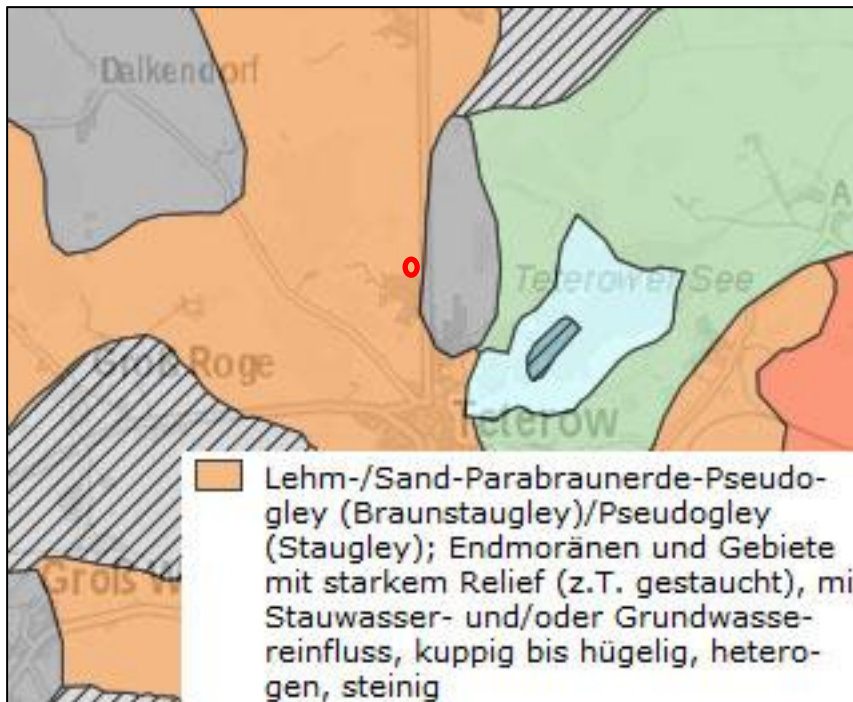 Dalkendorf
Teterower See
A
Groß Roge
Teterow
Groß W
Lehm-/Sand-Parabraunerde-Pseudo-
gley (Braunstaugley)/Pseudogley
(Staugley); Endmoränen und Gebiete
mit starkem Relief (z.T. gestaucht), mi
Stauwasser- und/oder Grundwasse-
reinfluss, kuppig bis hügelig, hetero-
gen, steinig